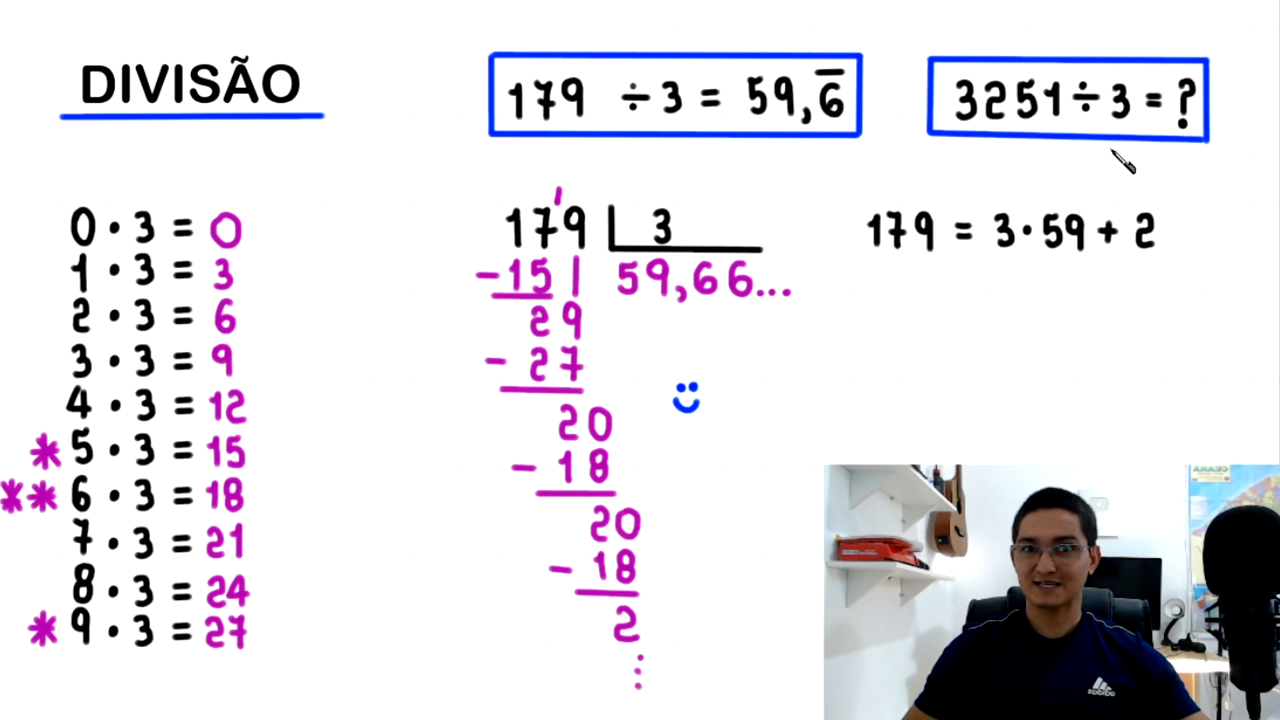 DIVISÃO
179 ÷ 3 = 59,6̅
3251 ÷ 3 = ?
0 · 3 = 0
1 · 3 = 3
2 · 3 = 6
3 · 3 = 9
4 · 3 = 12
* 5 · 3 = 15
** 6 · 3 = 18
7 · 3 = 21
8 · 3 = 24
* 9 · 3 = 27
1
179 | 3
-15| 59,66...
29
- 27
20
- 18
20
- 18
2
...
179 = 3 · 59 + 2